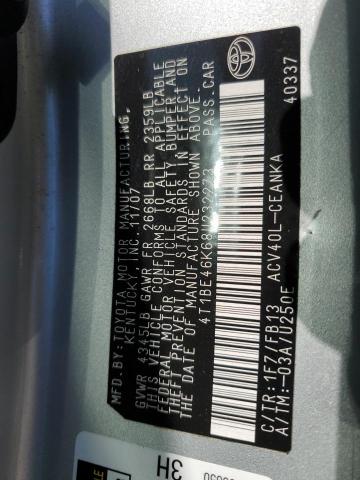 MFD.BY:TOYOTA MOTOR MANUFACTURING,
KENTUCKY, INC. 11/07
GVWR 4345LB GAWR FR 2668LB RR 2359LB
THIS VEHICLE CONFORMS TO ALL APPLICABLE
FEDERAL MOTOR VEHICLE SAFETY, BUMPER, AND
THEFT PREVENTION STANDARDS IN EFFECT ON
THE DATE OF MANUFACTURE SHOWN ABOVE.
PASS.CAR
C/TR:1F7/FB13 ACV40L-CEANKA
A/TM:-03A/U250E
40337
TOYOTA
3H